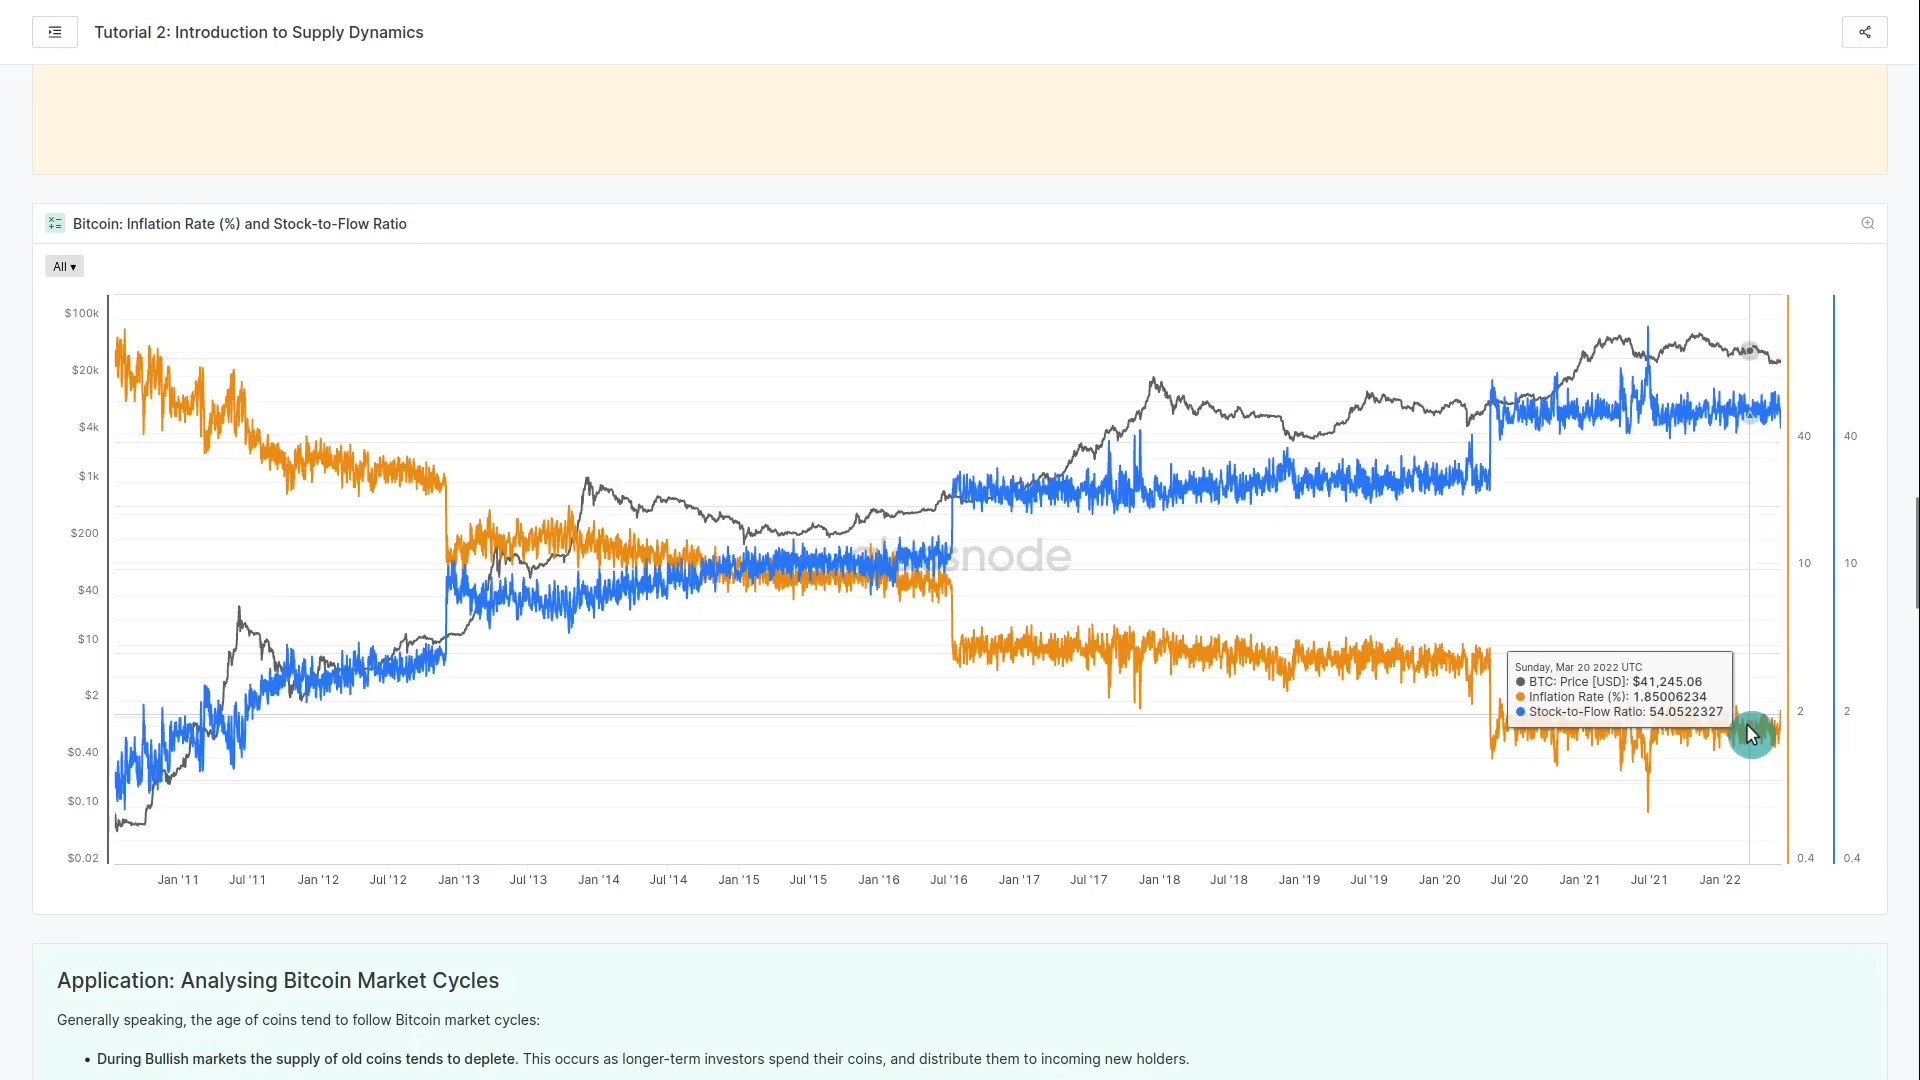 Tutorial 2: Introduction to Supply Dynamics
Bitcoin: Inflation Rate (%) and Stock-to-Flow Ratio
All ▾
$100k
$20k
$4k
$1k
$200
$40
$10
$2
$0.40
$0.10
$0.02
40
10
2
0.4
40
10
2
0.4
glassnode
Sunday, Mar 20 2022 UTC
BTC: Price [USD]: $41,245.06
Inflation Rate (%): 1.85006234
Stock-to-Flow Ratio: 54.0522327
Jan '11 Jul '11 Jan '12 Jul '12 Jan '13 Jul '13 Jan '14 Jul '14 Jan '15 Jul '15 Jan '16 Jul '16 Jan '17 Jul '17 Jan '18 Jul '18 Jan '19 Jul '19 Jan '20 Jul '20 Jan '21 Jul '21 Jan '22
Application: Analysing Bitcoin Market Cycles
Generally speaking, the age of coins tend to follow Bitcoin market cycles:
• During Bullish markets the supply of old coins tends to deplete. This occurs as longer-term investors spend their coins, and distribute them to incoming new holders.